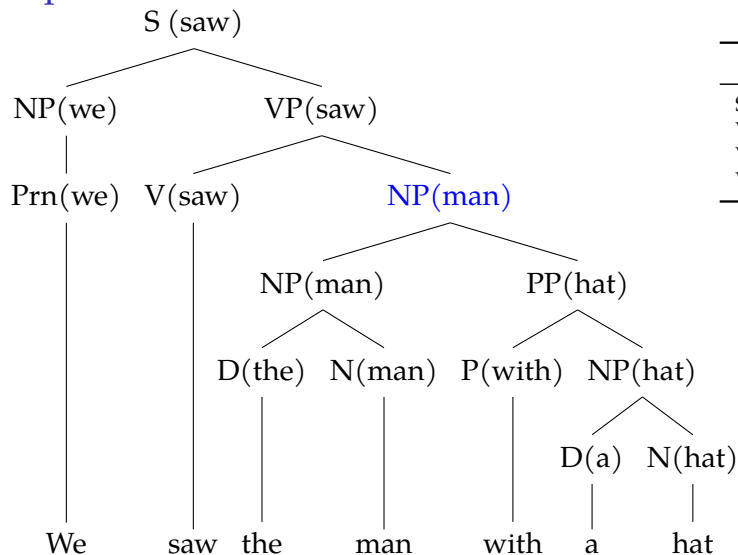 S (saw)
NP(we) VP(saw)
Prn(we) V(saw) NP(man)
NP(man) PP(hat)
D(the) N(man) P(with) NP(hat)
D(a) N(hat)
We saw the man with a hat